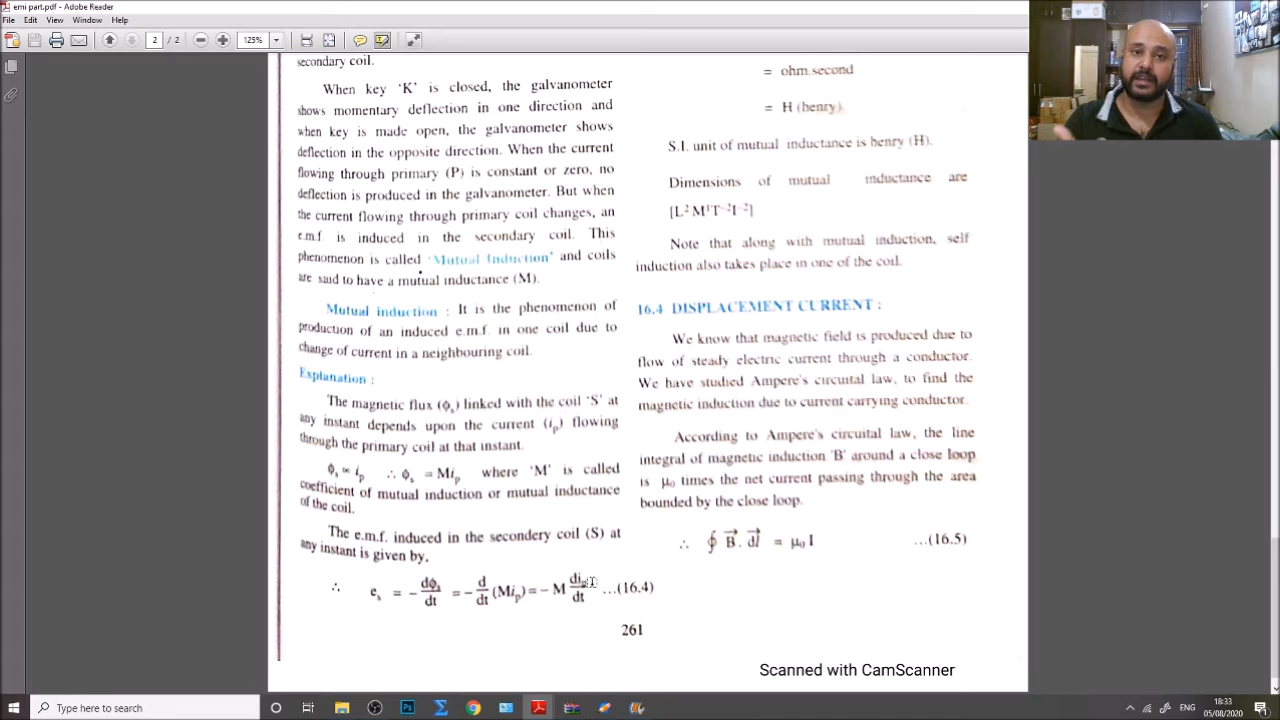 emi part.pdf - Adobe Reader
File Edit View Window Help
2 / 2 125%
secondary coil.
When key 'K' is closed, the galvanometer
shows momentary deflection in one direction and
when key is made open, the galvanometer shows
deflection in the opposite direction. When the current
flowing through primary (P) is constant or zero, no
deflection is produced in the galvanometer. But when
the current flowing through primary coil changes, an
e.m.f is induced in the secondary coil. This
phenomenon is called 'Mutual Induction' and coils
are said to have a mutual inductance (M).
Mutual induction : It is the phenomenon of
production of an induced e.m.f. in one coil due to
change of current in a neighbouring coil.
Explanation :
The magnetic flux (ϕₛ) linked with the coil 'S' at
any instant depends upon the current (iₚ) flowing
through the primary coil at that instant.
ϕₛ ∝ iₚ ∴ ϕₛ = Miₚ where 'M' is called
coefficient of mutual induction or mutual inductance
of the coil.
The e.m.f. induced in the secondery coil (S) at
any instant is given by,
∴ eₛ = - dϕₛ/dt = - d/dt (Miₚ) = - M diₚ/dt ...(16.4)
= ohm.second
= H (henry)
S.I. unit of mutual inductance is henry (H).
Dimensions of mutual inductance are
[L² M¹T⁻²I⁻²]
Note that along with mutual induction, self
induction also takes place in one of the coil.
16.4 DISPLACEMENT CURRENT :
We know that magnetic field is produced due to
flow of steady electric current through a conductor.
We have studied Ampere's circuital law, to find the
magnetic induction due to current carrying conductor.
According to Ampere's circuital law, the line
integral of magnetic induction 'B' around a close loop
is μ₀ times the net current passing through the area
bounded by the close loop.
∴ ∮ B⃗ . dl⃗ = μ₀ I ...(16.5)
261
Scanned with CamScanner
Type here to search
ENG
18:33
05/08/2020